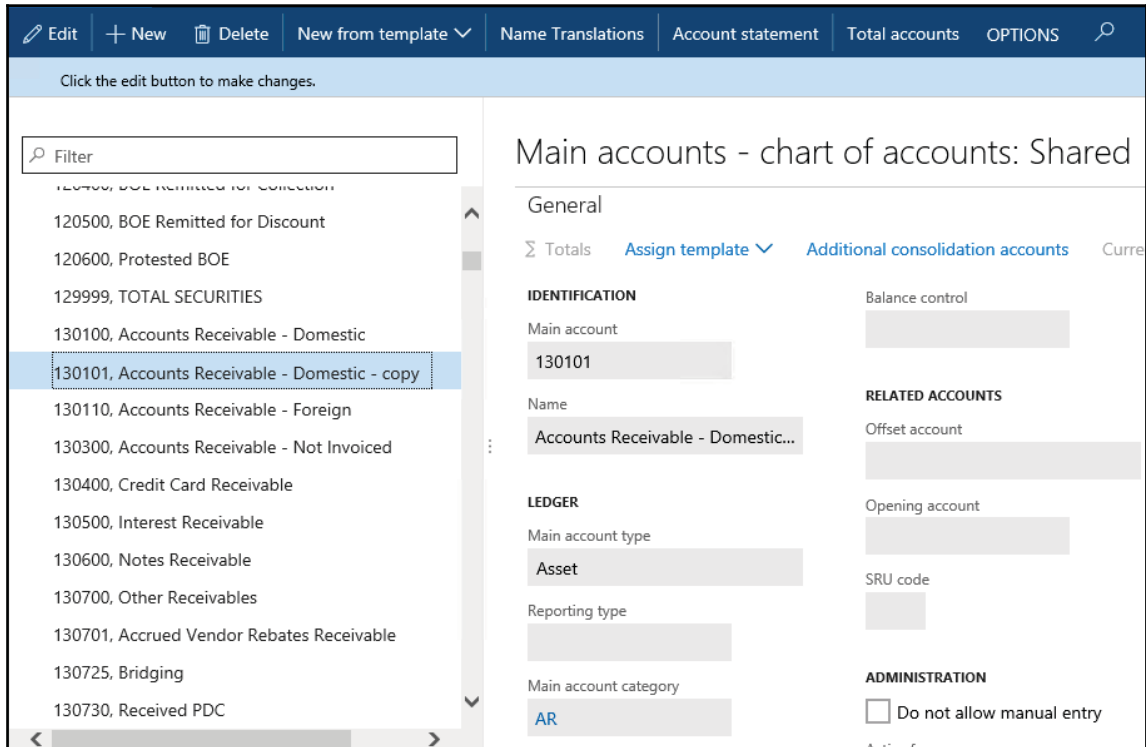 Edit New Delete New from template Name Translations Account statement Total accounts OPTIONS
Click the edit button to make changes.
Filter
120400, BOE Remitted for Collection
120500, BOE Remitted for Discount
120600, Protested BOE
129999, TOTAL SECURITIES
130100, Accounts Receivable - Domestic
130101, Accounts Receivable - Domestic - copy
130110, Accounts Receivable - Foreign
130300, Accounts Receivable - Not Invoiced
130400, Credit Card Receivable
130500, Interest Receivable
130600, Notes Receivable
130700, Other Receivables
130701, Accrued Vendor Rebates Receivable
130725, Bridging
130730, Received PDC
Main accounts - chart of accounts: Shared
General
Σ Totals Assign template Additional consolidation accounts Curre
IDENTIFICATION
Main account
130101
Name
Accounts Receivable - Domestic...
LEDGER
Main account type
Asset
Reporting type
Main account category
AR
Balance control
RELATED ACCOUNTS
Offset account
Opening account
SRU code
ADMINISTRATION
Do not allow manual entry